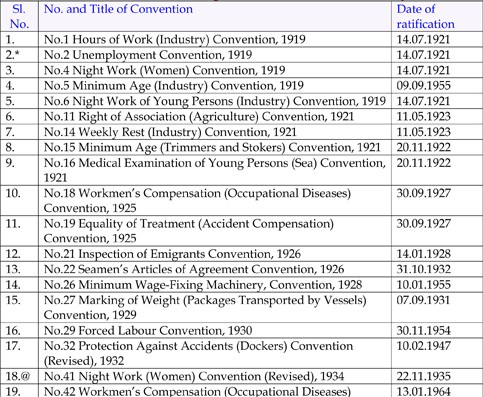 Sl. No. and Title of Convention Date of
No. ratification
1. No.1 Hours of Work (Industry) Convention, 1919 14.07.1921
2.* No.2 Unemployment Convention, 1919 14.07.1921
3. No.4 Night Work (Women) Convention, 1919 14.07.1921
4. No.5 Minimum Age (Industry) Convention, 1919 09.09.1955
5. No.6 Night Work of Young Persons (Industry) Convention, 1919 14.07.1921
6. No.11 Right of Association (Agriculture) Convention, 1921 11.05.1923
7. No.14 Weekly Rest (Industry) Convention, 1921 11.05.1923
8. No.15 Minimum Age (Trimmers and Stokers) Convention, 1921 20.11.1922
9. No.16 Medical Examination of Young Persons (Sea) Convention, 20.11.1922
1921
10. No.18 Workmen's Compensation (Occupational Diseases) 30.09.1927
Convention, 1925
11. No.19 Equality of Treatment (Accident Compensation) 30.09.1927
Convention, 1925
12. No.21 Inspection of Emigrants Convention, 1926 14.01.1928
13. No.22 Seamen's Articles of Agreement Convention, 1926 31.10.1932
14. No.26 Minimum Wage-Fixing Machinery, Convention, 1928 10.01.1955
15. No.27 Marking of Weight (Packages Transported by Vessels) 07.09.1931
Convention, 1929
16. No.29 Forced Labour Convention, 1930 30.11.1954
17. No.32 Protection Against Accidents (Dockers) Convention 10.02.1947
(Revised), 1932
18.@ No.41 Night Work (Women) Convention (Revised), 1934 22.11.1935
19. No.42 Workmen's Compensation (Occupational Diseases) 13.01.1964